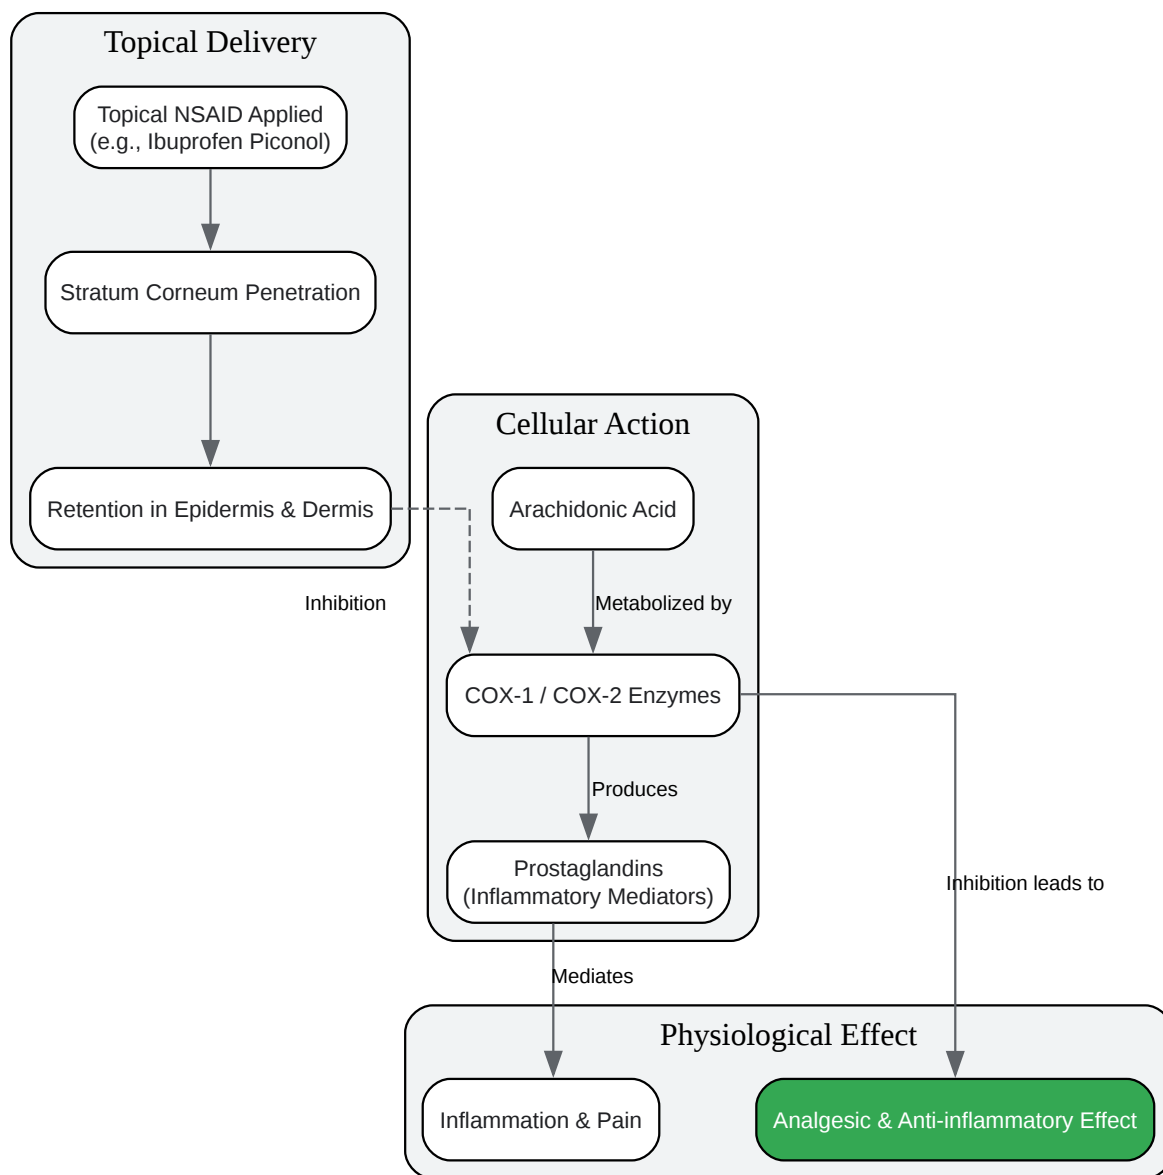 Topical Delivery
Topical NSAID Applied
(e.g., Ibuprofen Piconol)
Stratum Corneum Penetration
Retention in Epidermis & Dermis
Inhibition
Cellular Action
Arachidonic Acid
Metabolized by
COX-1 / COX-2 Enzymes
Produces
Prostaglandins
(Inflammatory Mediators)
Inhibition leads to
Mediates
Physiological Effect
Inflammation & Pain
Analgesic & Anti-inflammatory Effect